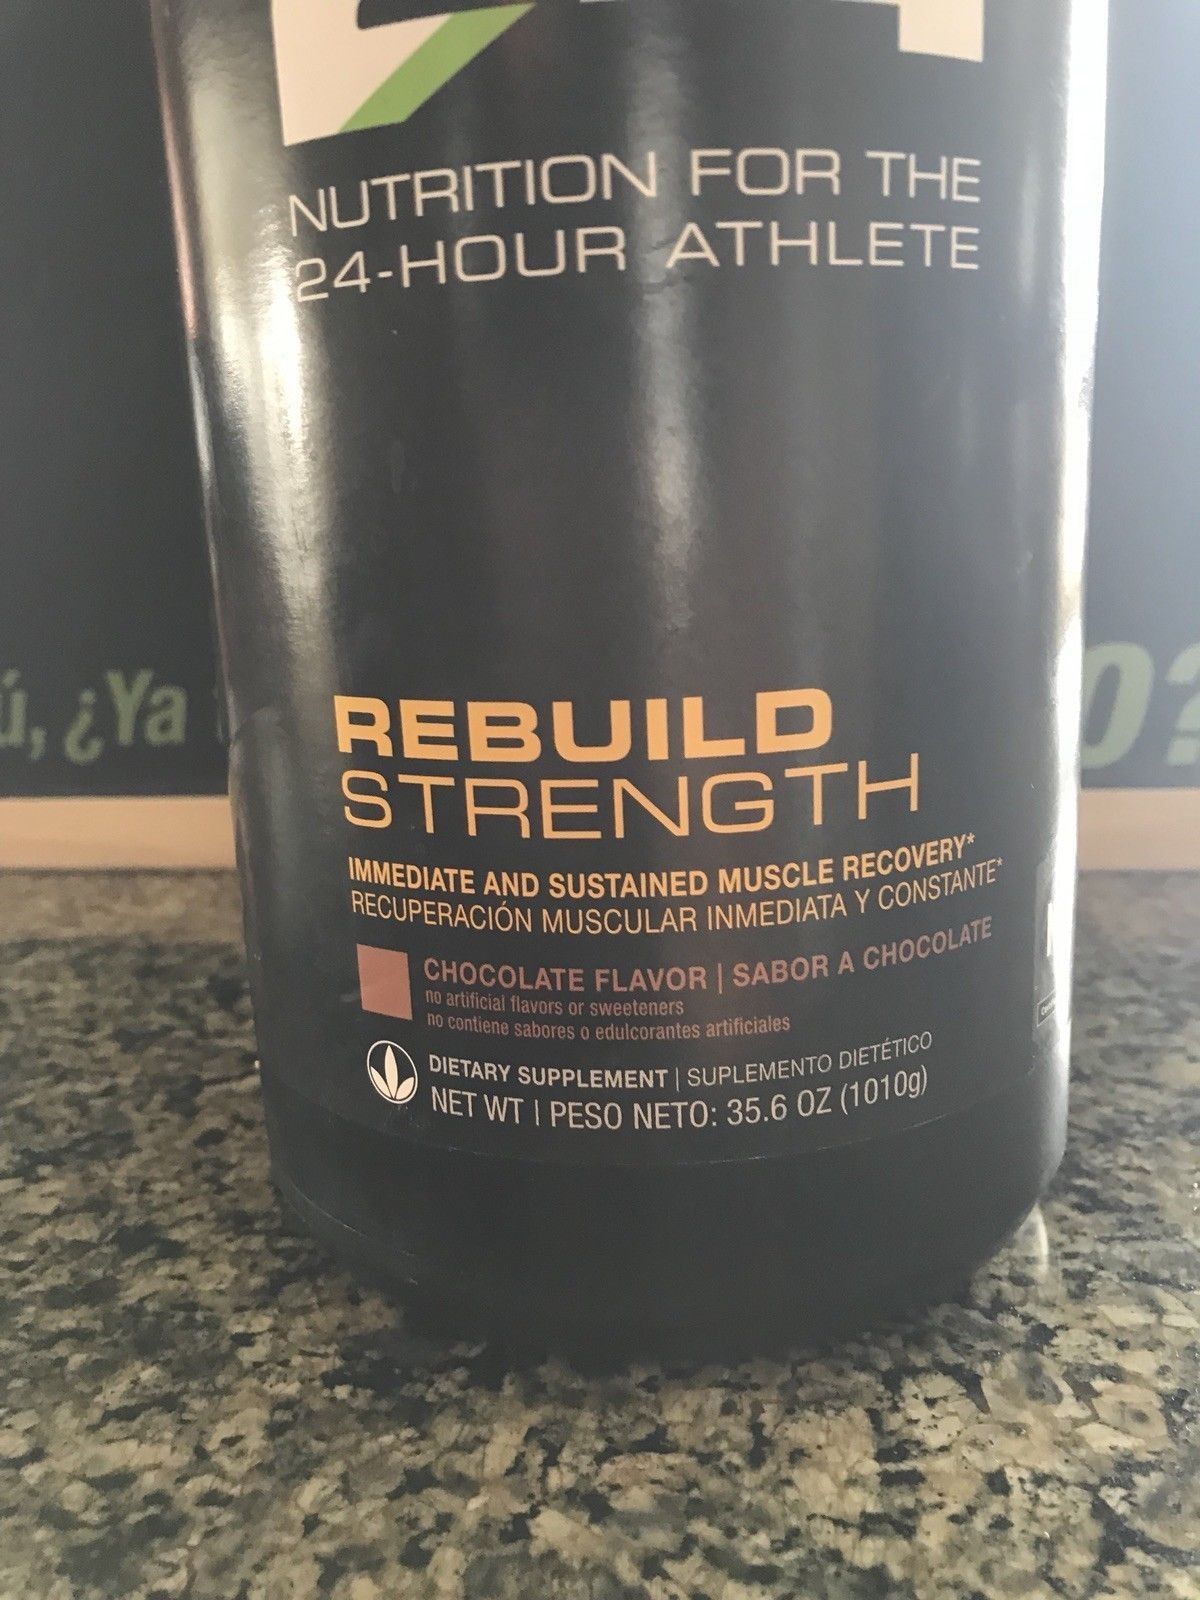 24
NUTRITION FOR THE
24-HOUR ATHLETE
ú, ¿Ya
O?
REBUILD
STRENGTH
IMMEDIATE AND SUSTAINED MUSCLE RECOVERY*
RECUPERACIÓN MUSCULAR INMEDIATA Y CONSTANTE*
CHOCOLATE FLAVOR | SABOR A CHOCOLATE
no artificial flavors or sweeteners
no contiene sabores o edulcorantes artificiales
DIETARY SUPPLEMENT | SUPLEMENTO DIETÉTICO
NET WT | PESO NETO: 35.6 OZ (1010g)